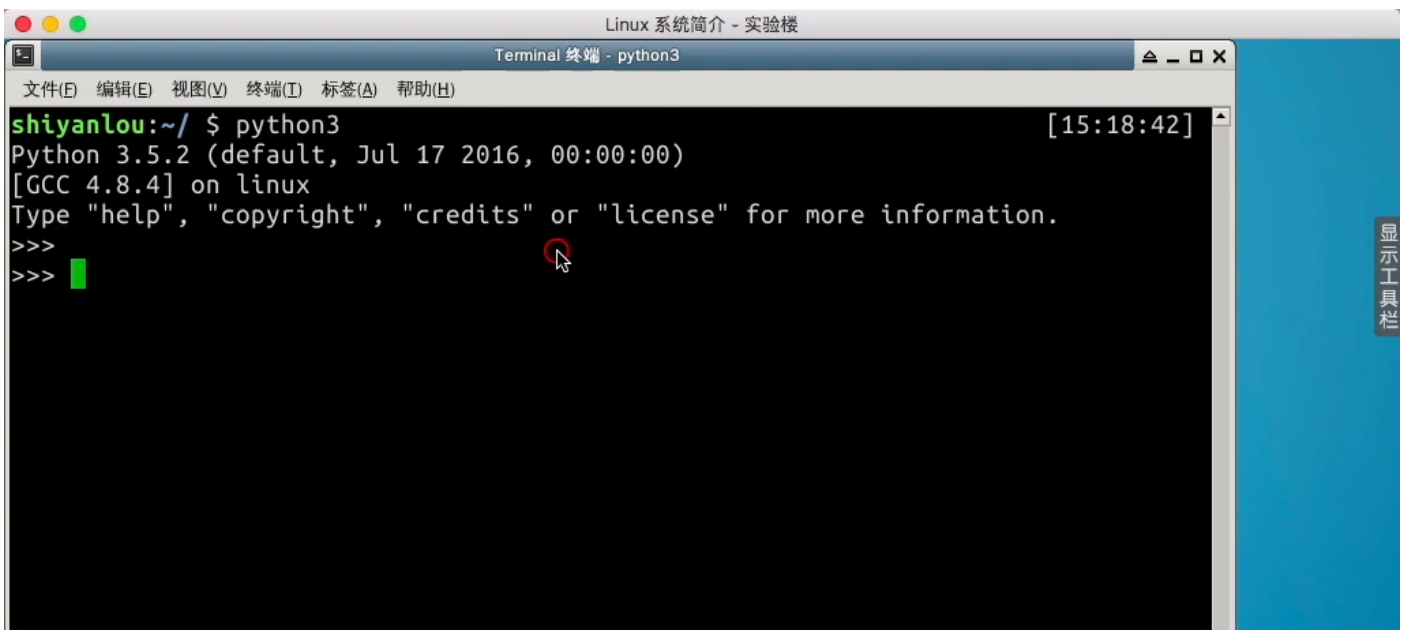 Linux 系统简介 - 实验楼
Terminal 终端 - python3
文件(F) 编辑(E) 视图(V) 终端(T) 标签(A) 帮助(H)
shiyanlou:~/ $ python3 [15:18:42]
Python 3.5.2 (default, Jul 17 2016, 00:00:00)
[GCC 4.8.4] on linux
Type "help", "copyright", "credits" or "license" for more information.
>>>
>>>
显示工具栏